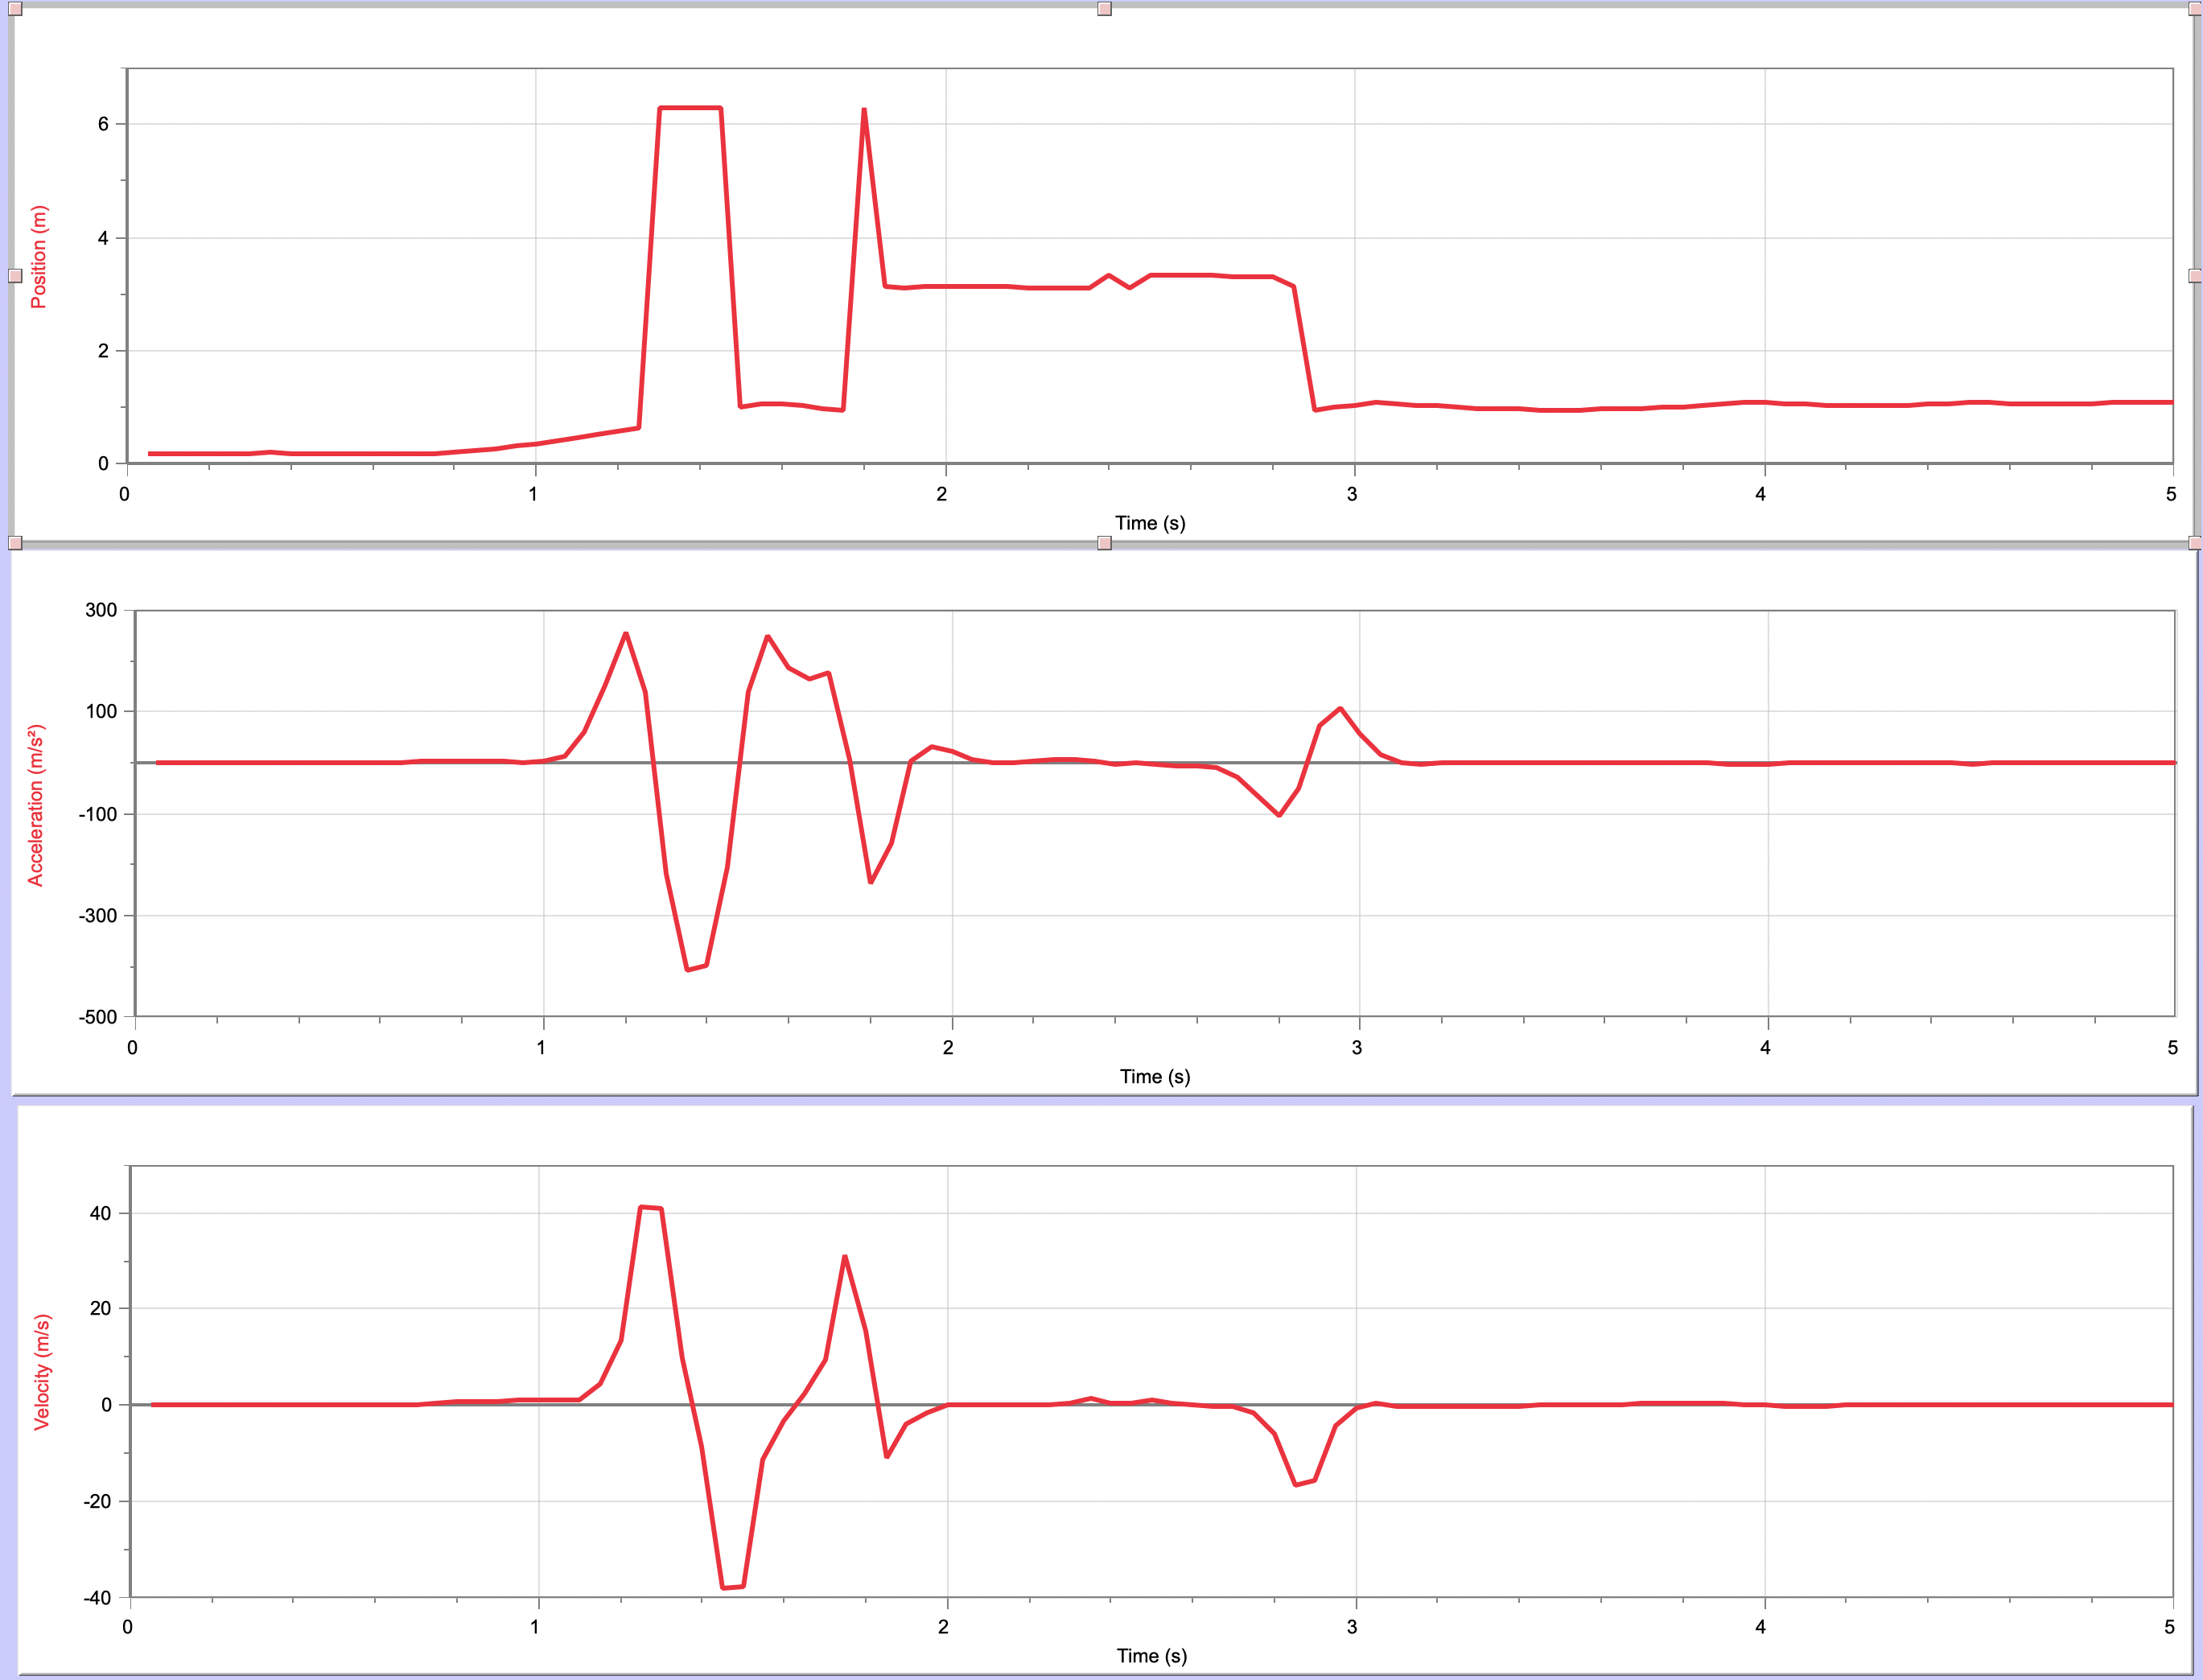 6
4
2
0
Position (m)
0 1 2 3 4 5
Time (s)
300
100
-100
-300
-500
Acceleration (m/s²)
0 1 2 3 4 5
Time (s)
40
20
0
-20
-40
Velocity (m/s)
0 1 2 3 4 5
Time (s)